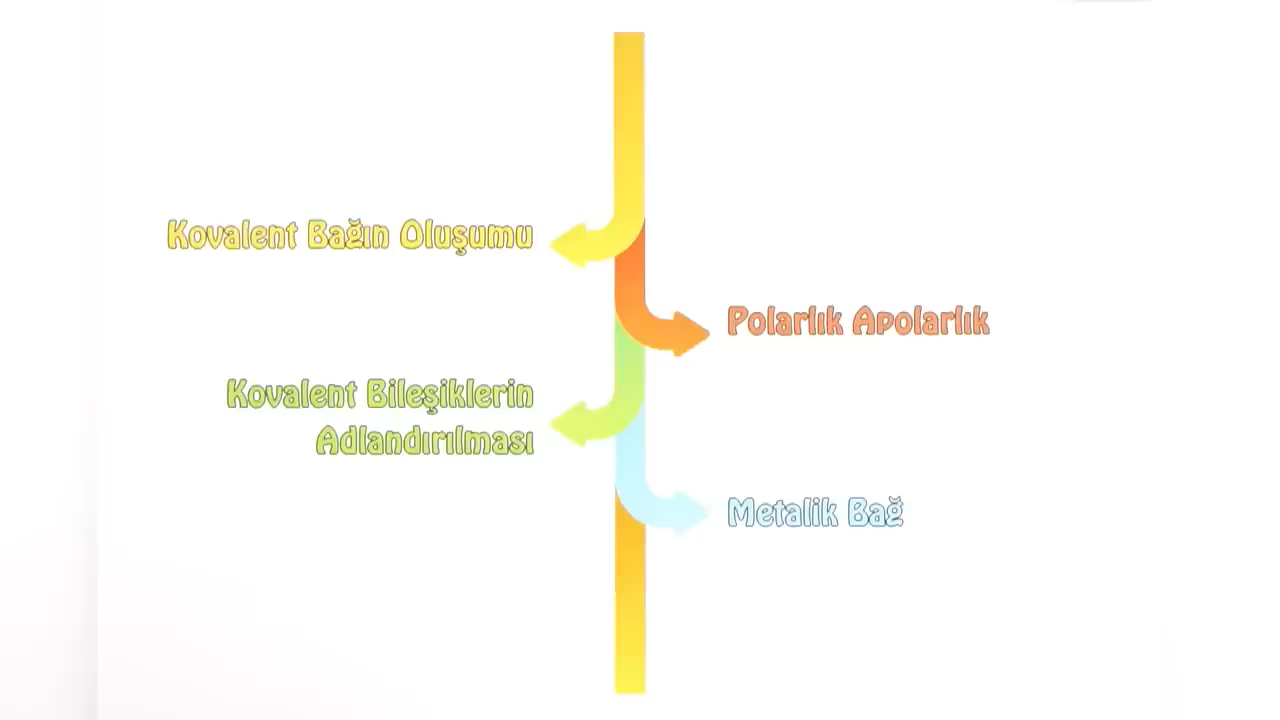 Kovalent Bağın Oluşumu
Polarlık Apolarlık
Kovalent Bileşiklerin
Adlandırılması
Metalik Bağ